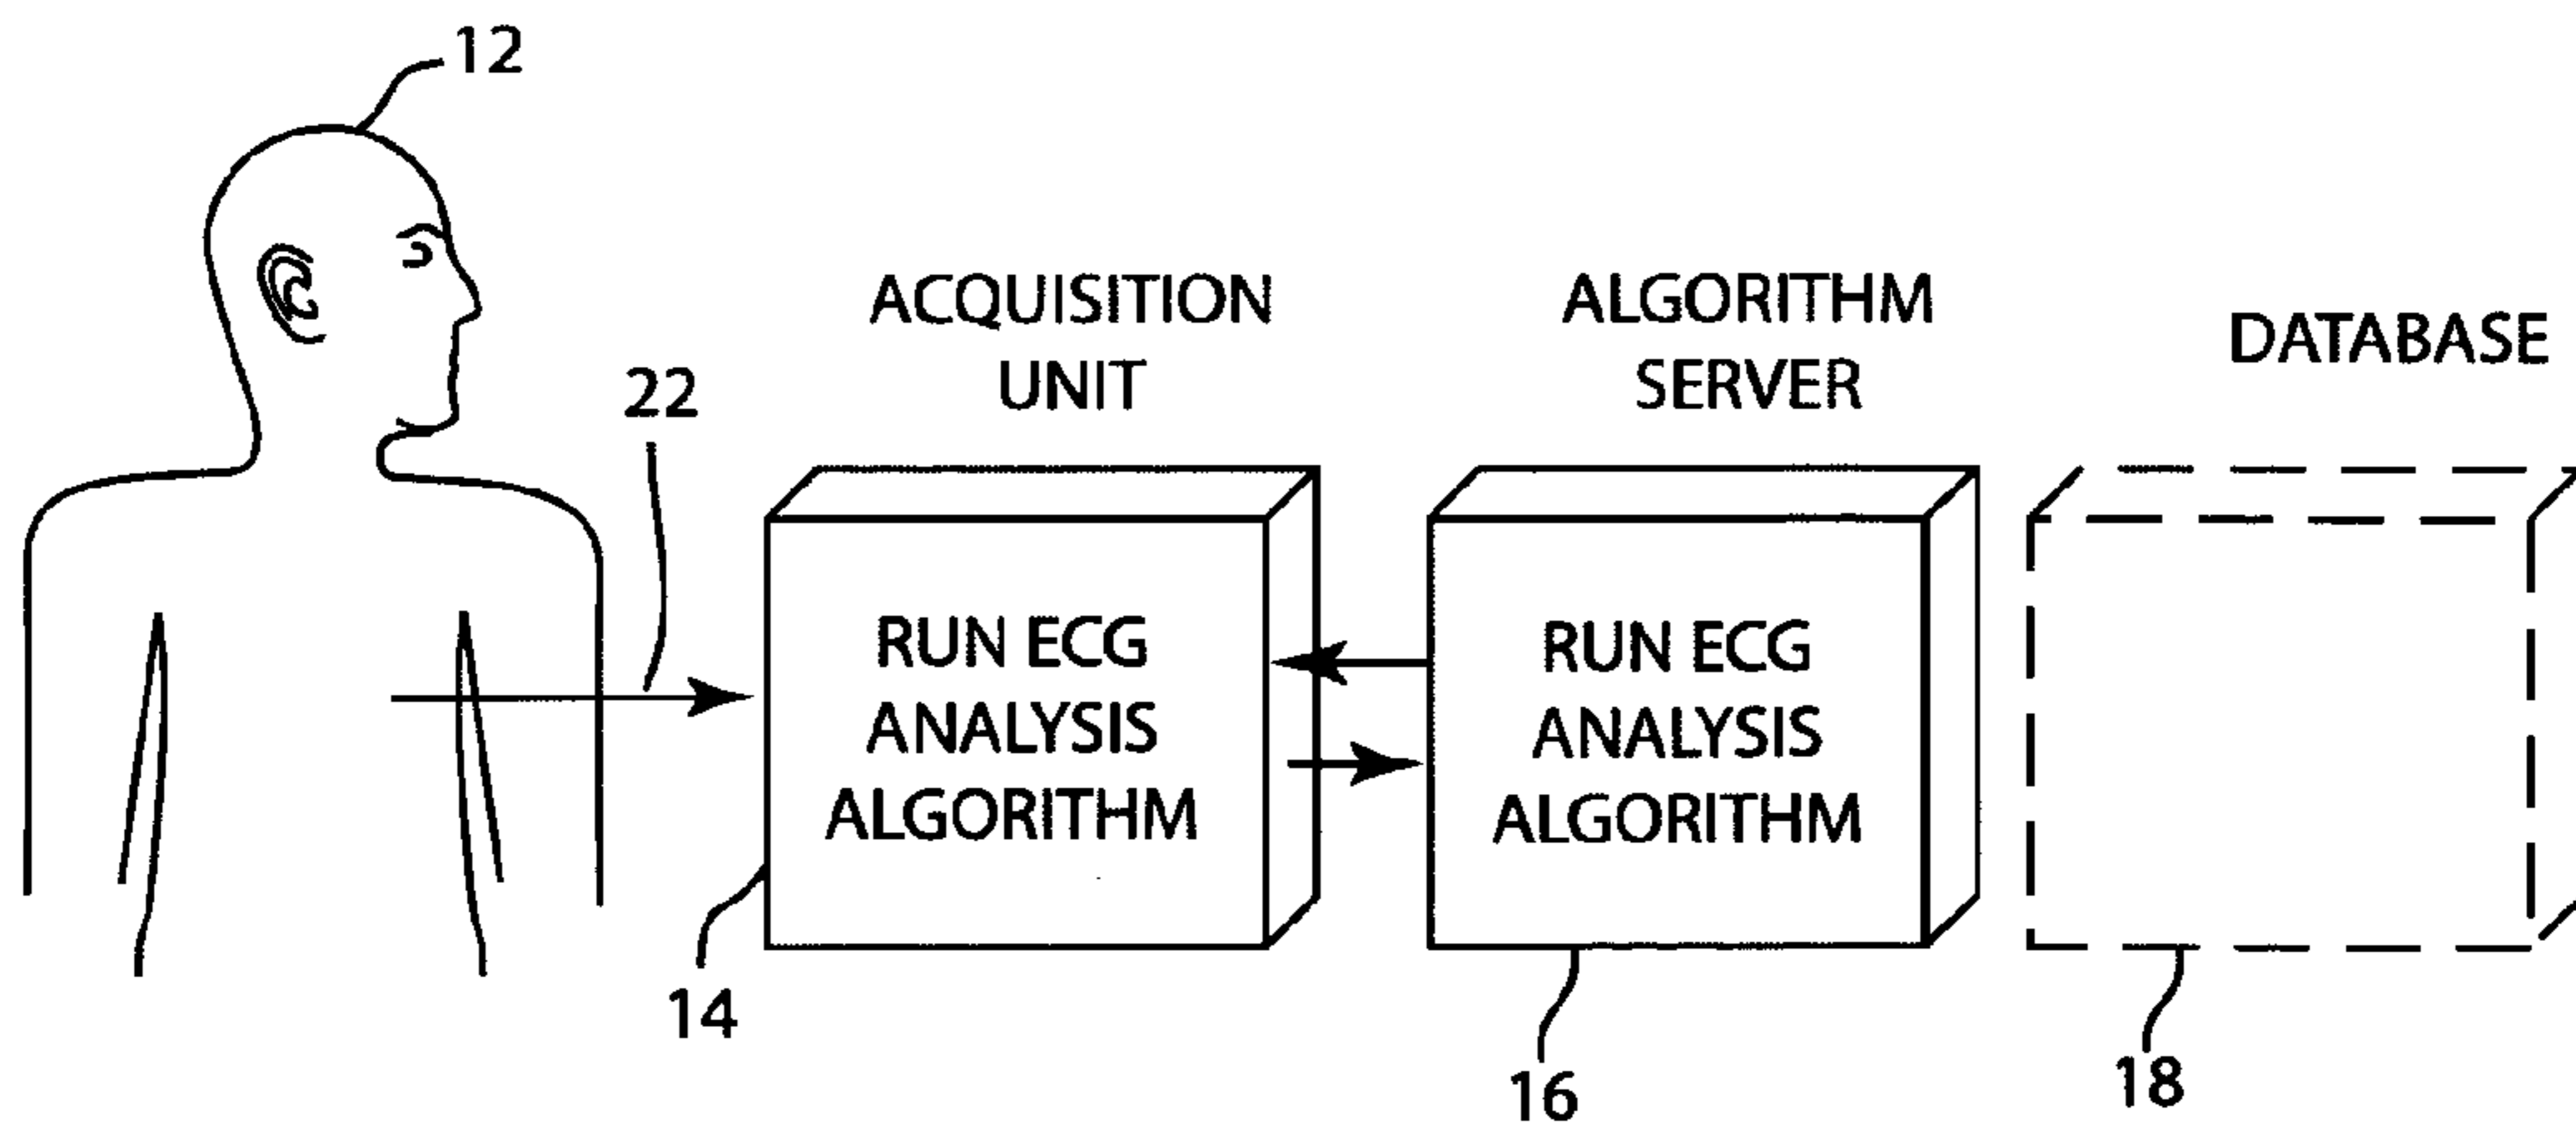 12
22
ACQUISITION
UNIT
RUN ECG
ANALYSIS
ALGORITHM
14
ALGORITHM
SERVER
RUN ECG
ANALYSIS
ALGORITHM
16
DATABASE
18